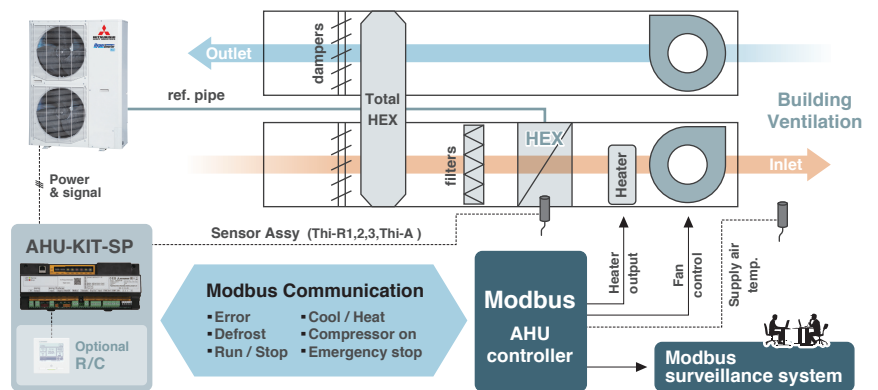 MITSUBISHI
Outlet
dampers
ref. pipe
Total
HEX
Building
Ventilation
filters
HEX
Heater
Inlet
Power
& signal
Sensor Assy (Thi-R1,2,3,Thi-A )
AHU-KIT-SP
Optional
R/C
Modbus Communication
▪Error
▪Defrost
▪Run / Stop
▪Cool / Heat
▪Compressor on
▪Emergency stop
Modbus
AHU
controller
Heater
output
Fan
control
Supply air
temp.
Modbus
surveillance system